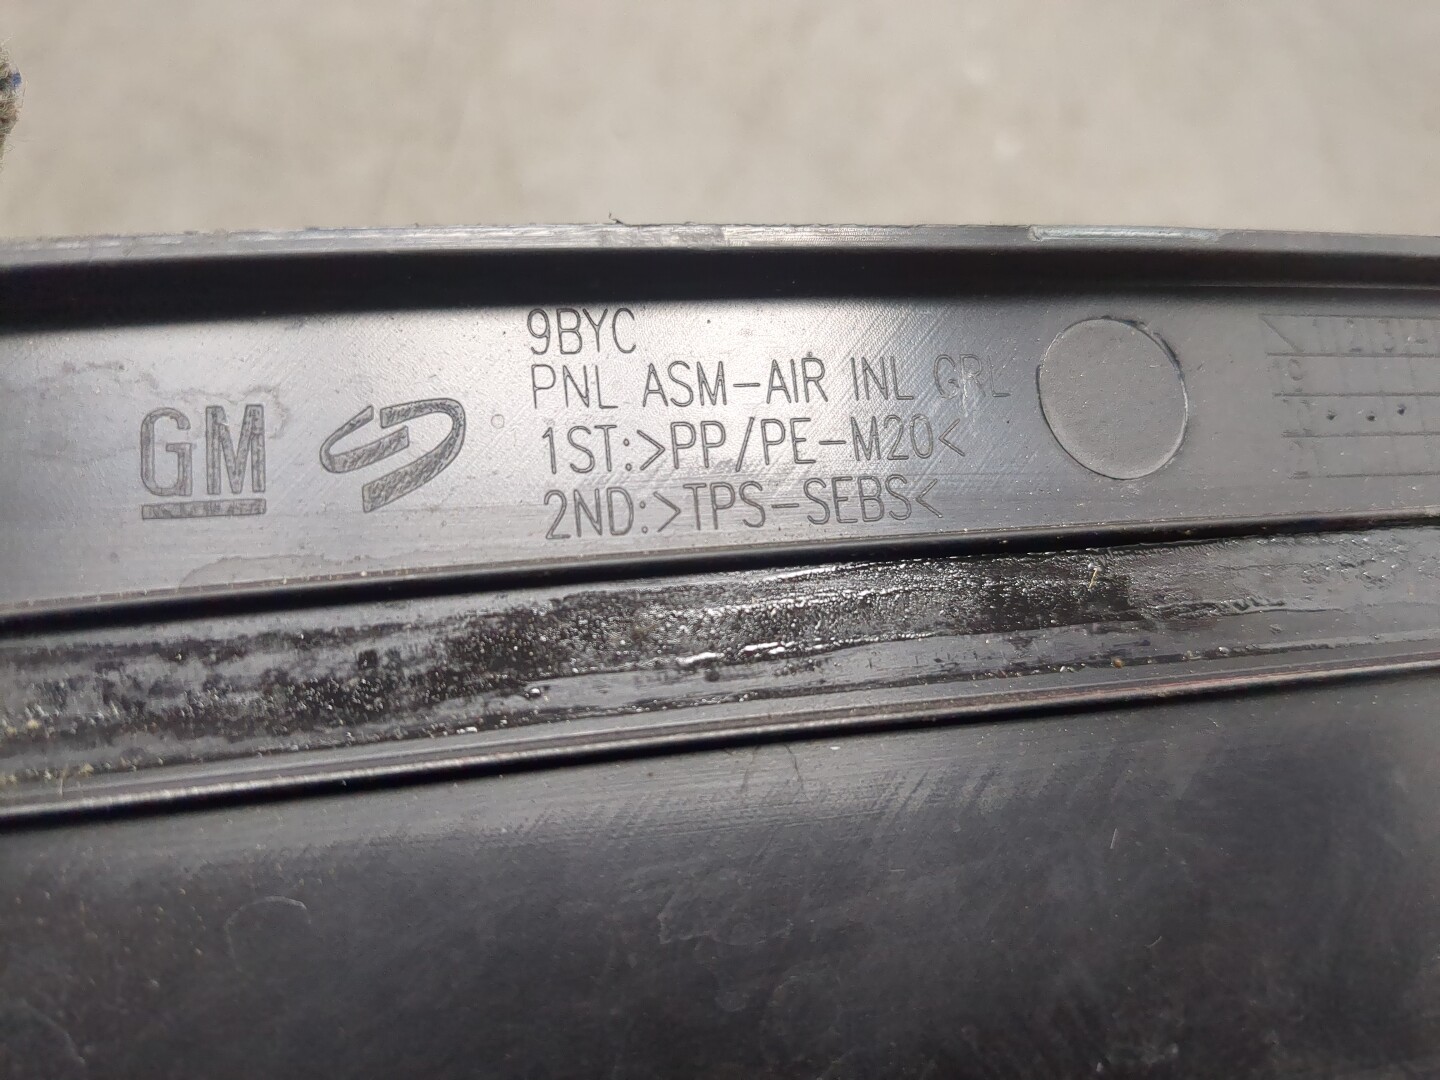 9BYC
PNL ASM-AIR INL GRL
GM
1ST:>PP/PE-M20<
2ND:>TPS-SEBS<